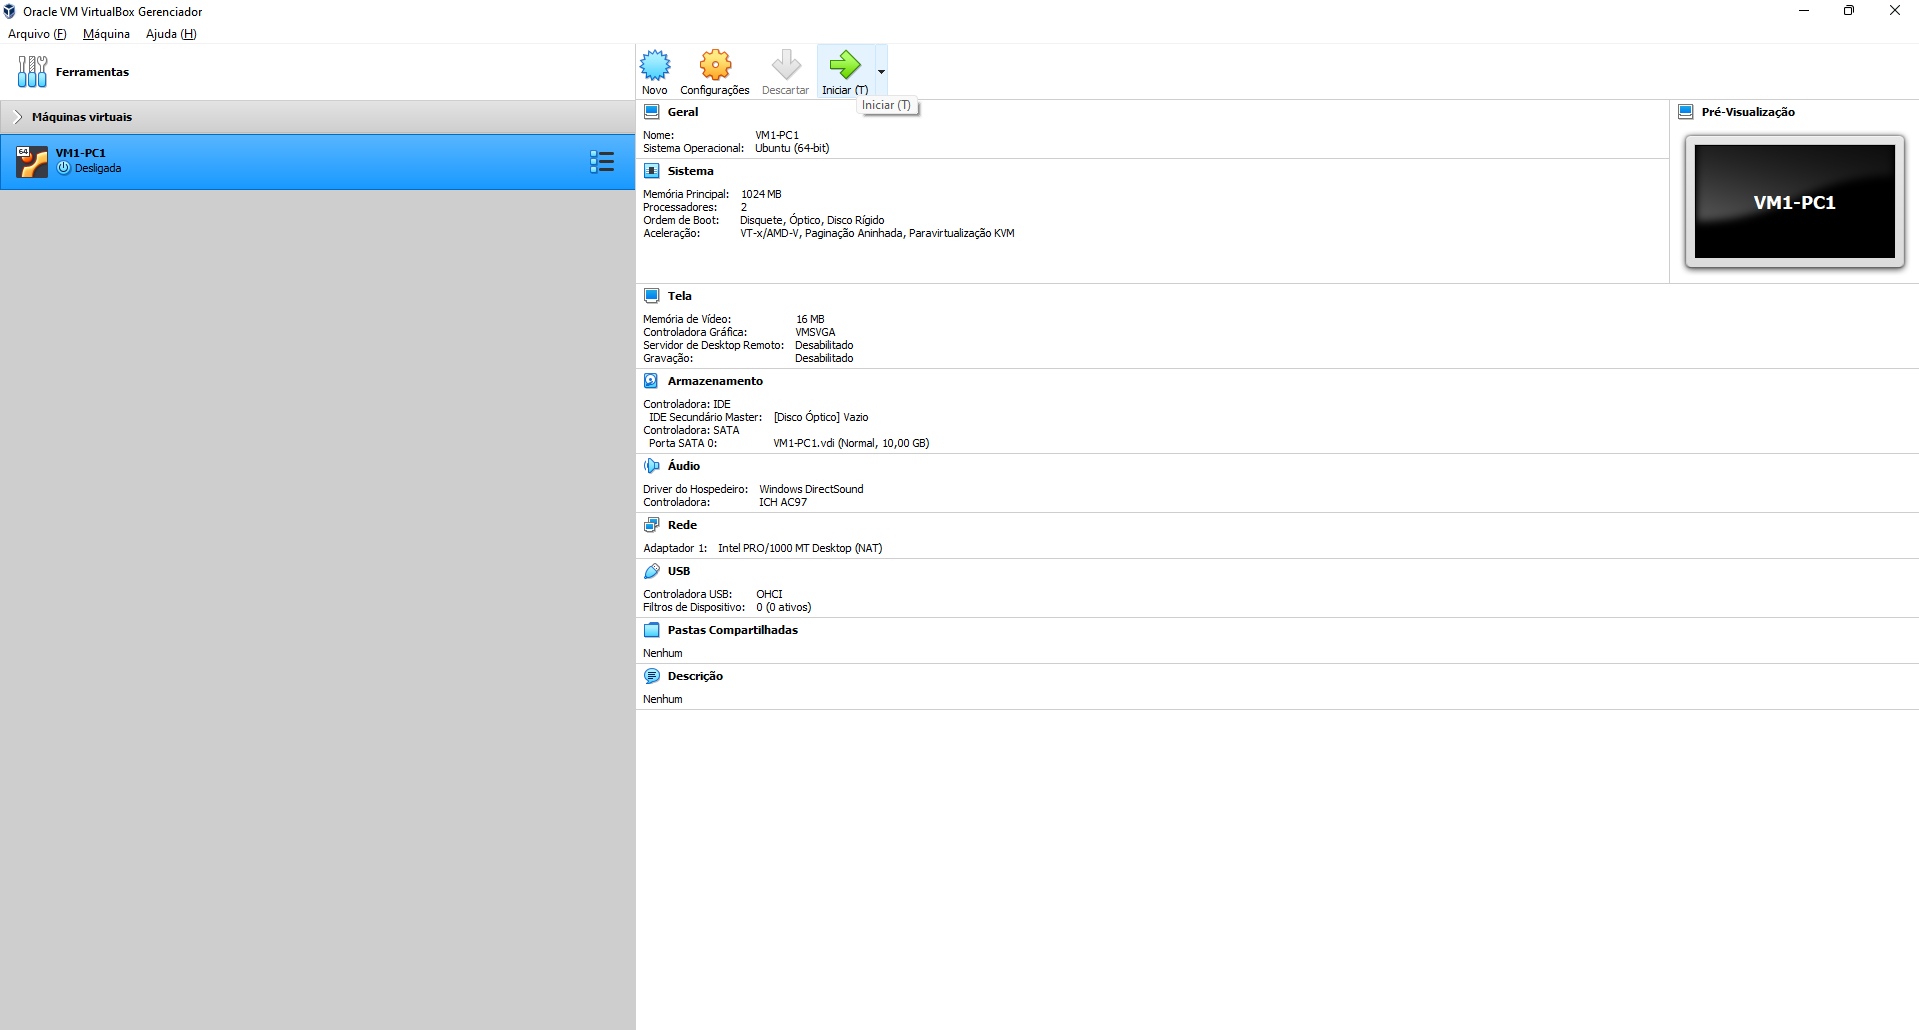 Oracle VM VirtualBox Gerenciador
Arquivo (F) Máquina Ajuda (H)
Ferramentas
Novo Configurações Descartar Iniciar (T)
Iniciar (T)
Máquinas virtuais
64
VM1-PC1
Desligada
Geral
Nome: VM1-PC1
Sistema Operacional: Ubuntu (64-bit)
Sistema
Memória Principal: 1024 MB
Processadores: 2
Ordem de Boot: Disquete, Óptico, Disco Rígido
Aceleração: VT-x/AMD-V, Paginação Aninhada, Paravirtualização KVM
Pré-Visualização
VM1-PC1
Tela
Memória de Vídeo: 16 MB
Controladora Gráfica: VMSVGA
Servidor de Desktop Remoto: Desabilitado
Gravação: Desabilitado
Armazenamento
Controladora: IDE
IDE Secundário Master: [Disco Óptico] Vazio
Controladora: SATA
Porta SATA 0: VM1-PC1.vdi (Normal, 10,00 GB)
Áudio
Driver do Hospedeiro: Windows DirectSound
Controladora: ICH AC97
Rede
Adaptador 1: Intel PRO/1000 MT Desktop (NAT)
USB
Controladora USB: OHCI
Filtros de Dispositivo: 0 (0 ativos)
Pastas Compartilhadas
Nenhum
Descrição
Nenhum